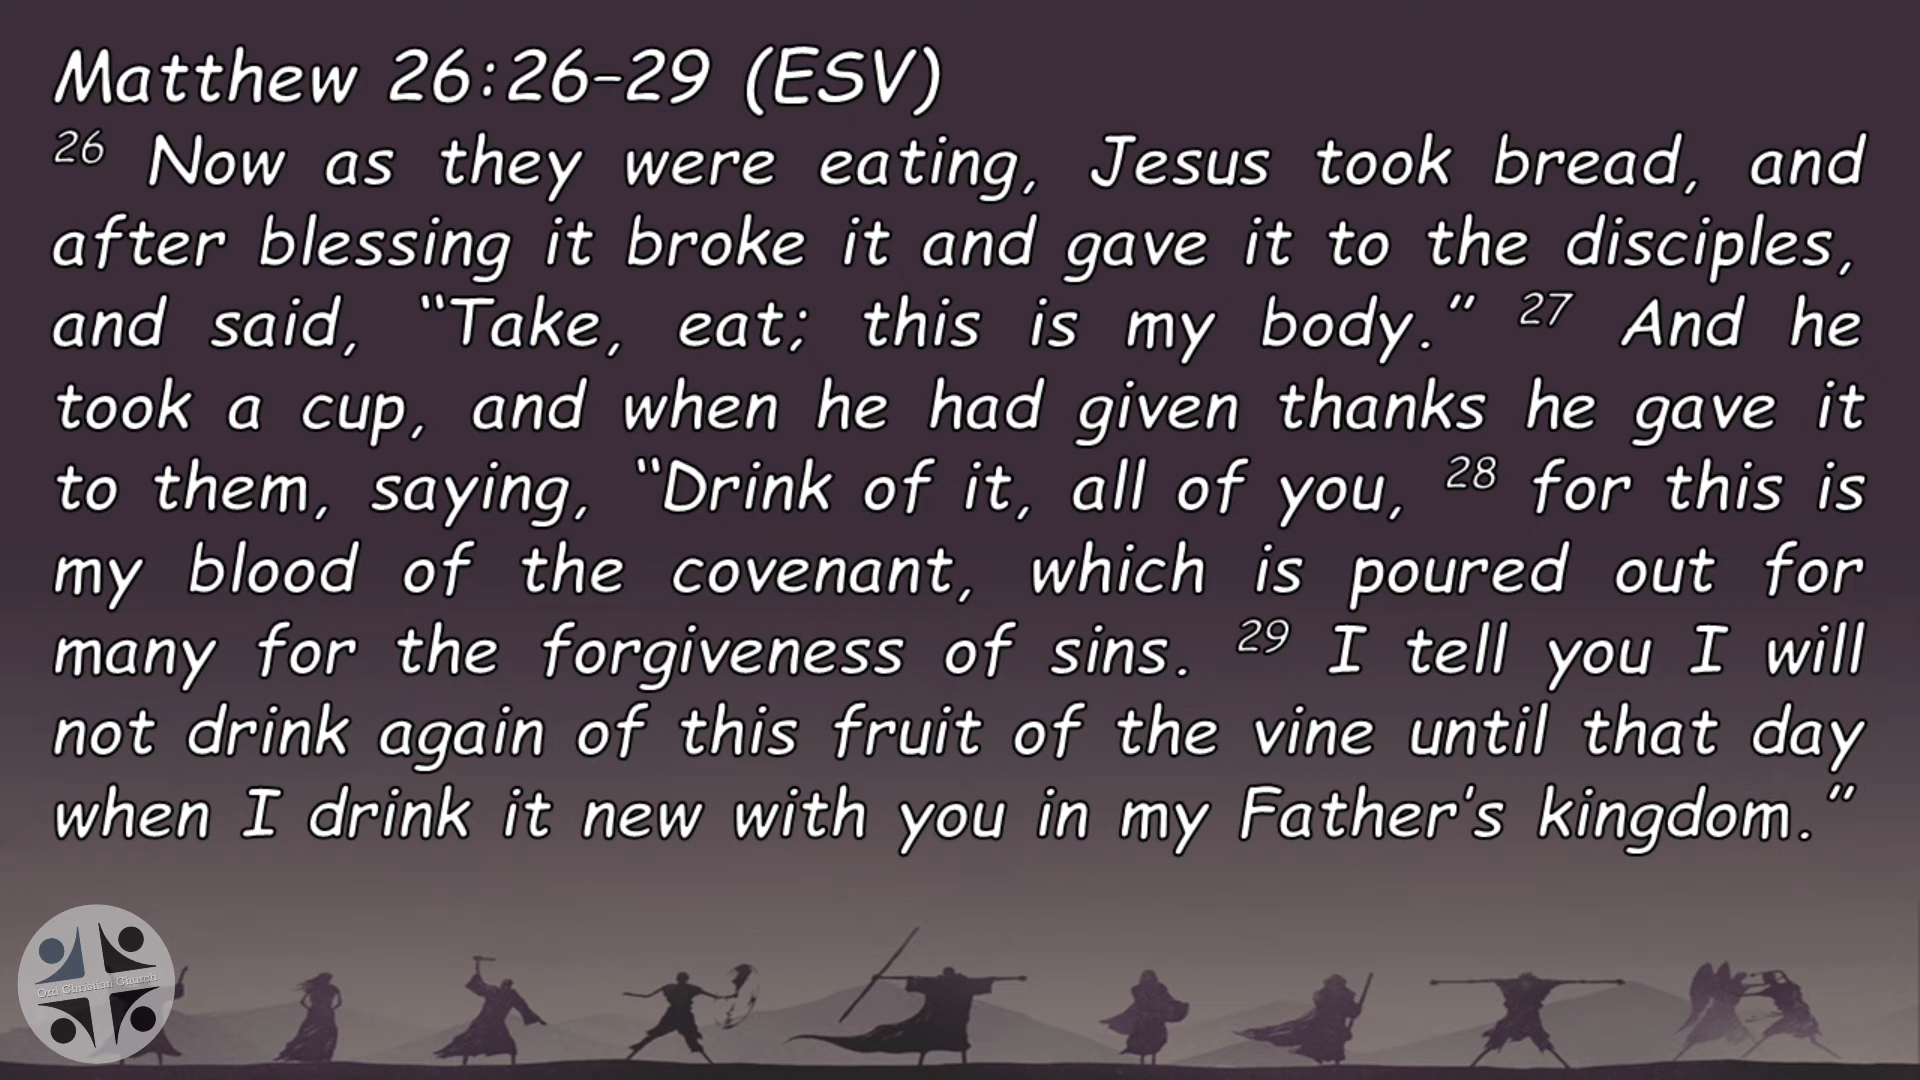 Matthew 26:26–29 (ESV)
26 Now as they were eating, Jesus took bread, and
after blessing it broke it and gave it to the disciples,
and said, “Take, eat; this is my body.” 27 And he
took a cup, and when he had given thanks he gave it
to them, saying, “Drink of it, all of you, 28 for this is
my blood of the covenant, which is poured out for
many for the forgiveness of sins. 29 I tell you I will
not drink again of this fruit of the vine until that day
when I drink it new with you in my Father’s kingdom.”
Ord Christian Church